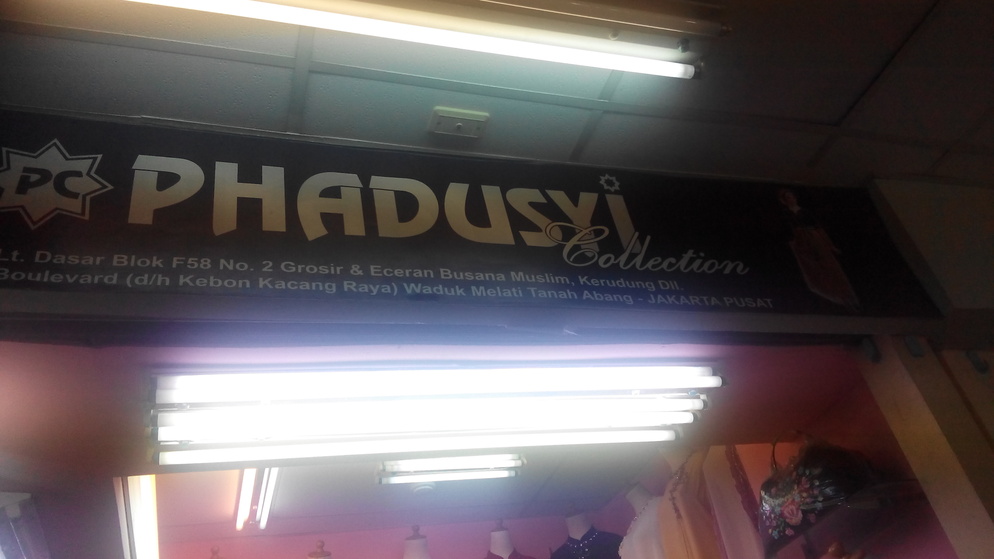 PC
PHADUSYI
Collection
Lt. Dasar Blok F58 No. 2 Grosir & Eceran Busana Muslim, Kerudung Dll.
Boulevard (d/h Kebon Kacang Raya) Waduk Melati Tanah Abang - JAKARTA PUSAT